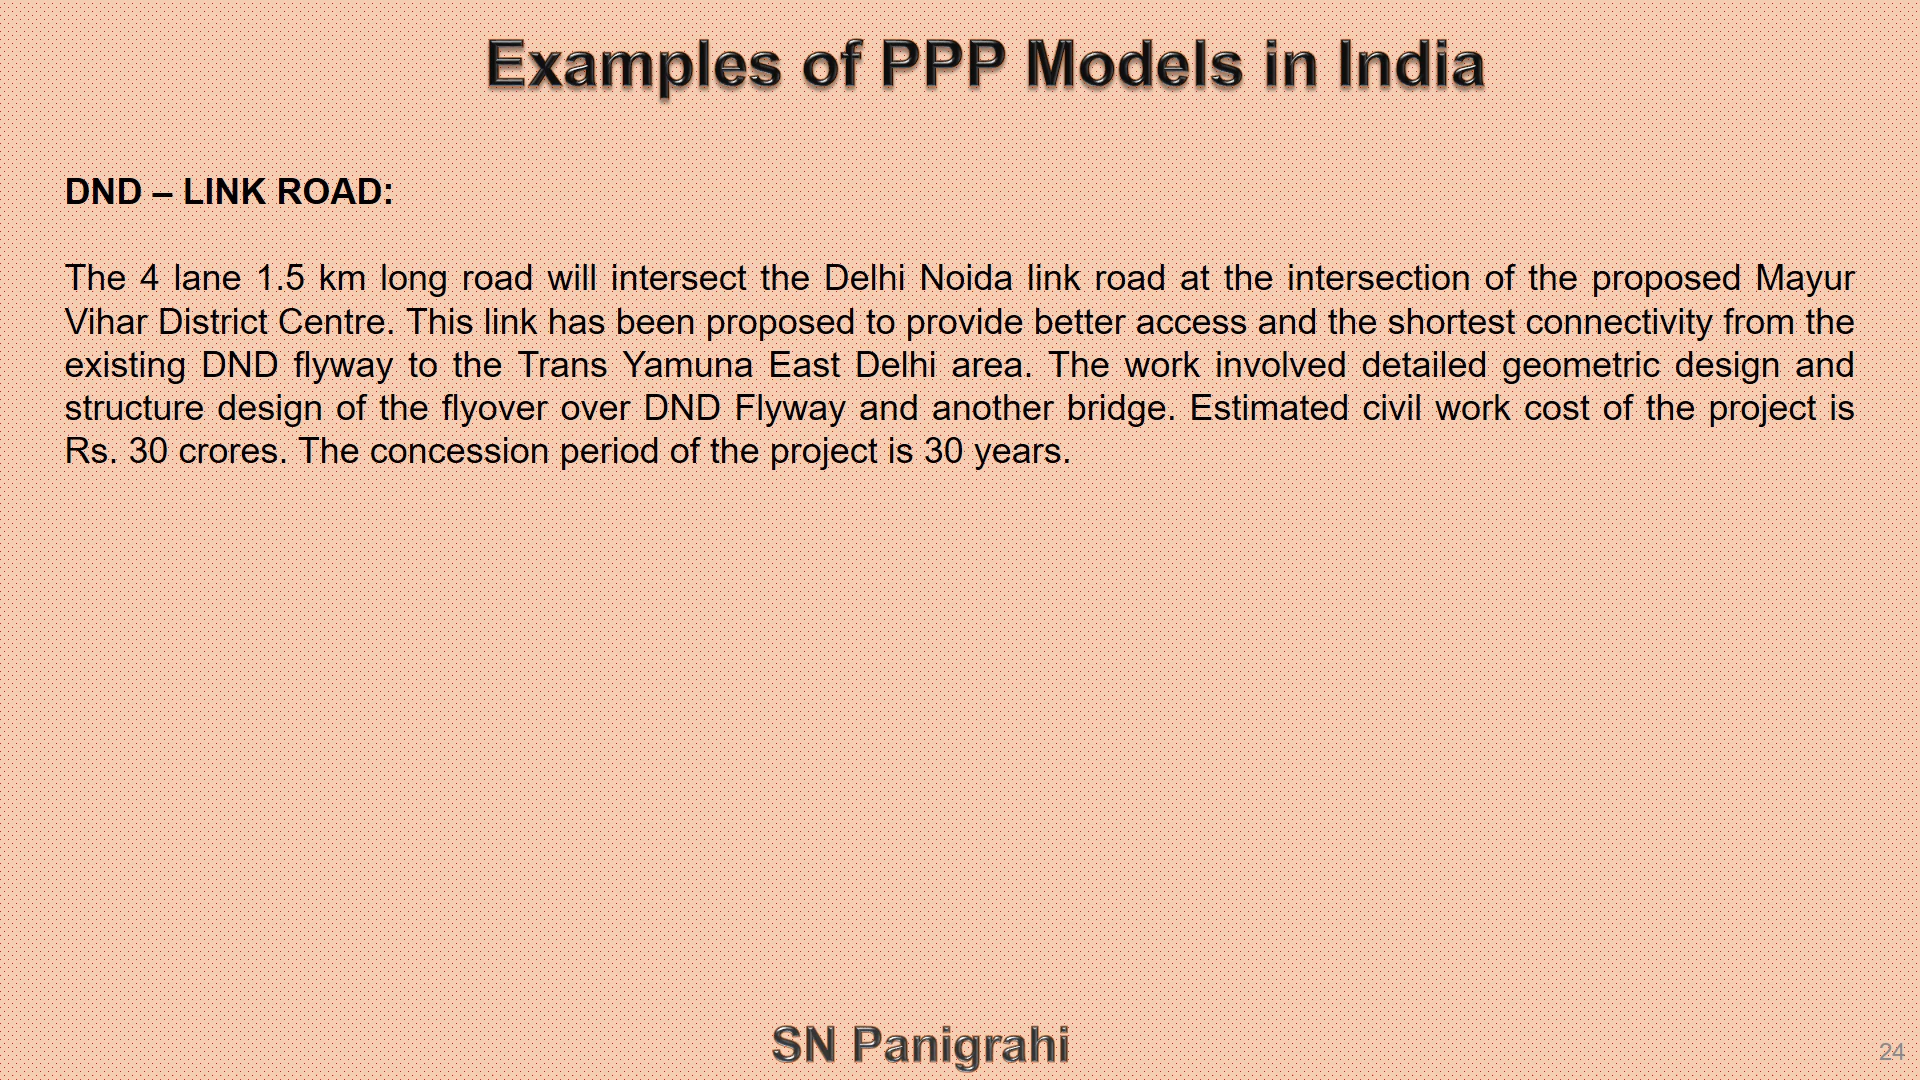 Examples of PPP Models in India
DND – LINK ROAD:
The 4 lane 1.5 km long road will intersect the Delhi Noida link road at the intersection of the proposed Mayur
Vihar District Centre. This link has been proposed to provide better access and the shortest connectivity from the
existing DND flyway to the Trans Yamuna East Delhi area. The work involved detailed geometric design and
structure design of the flyover over DND Flyway and another bridge. Estimated civil work cost of the project is
Rs. 30 crores. The concession period of the project is 30 years.
SN Panigrahi
24